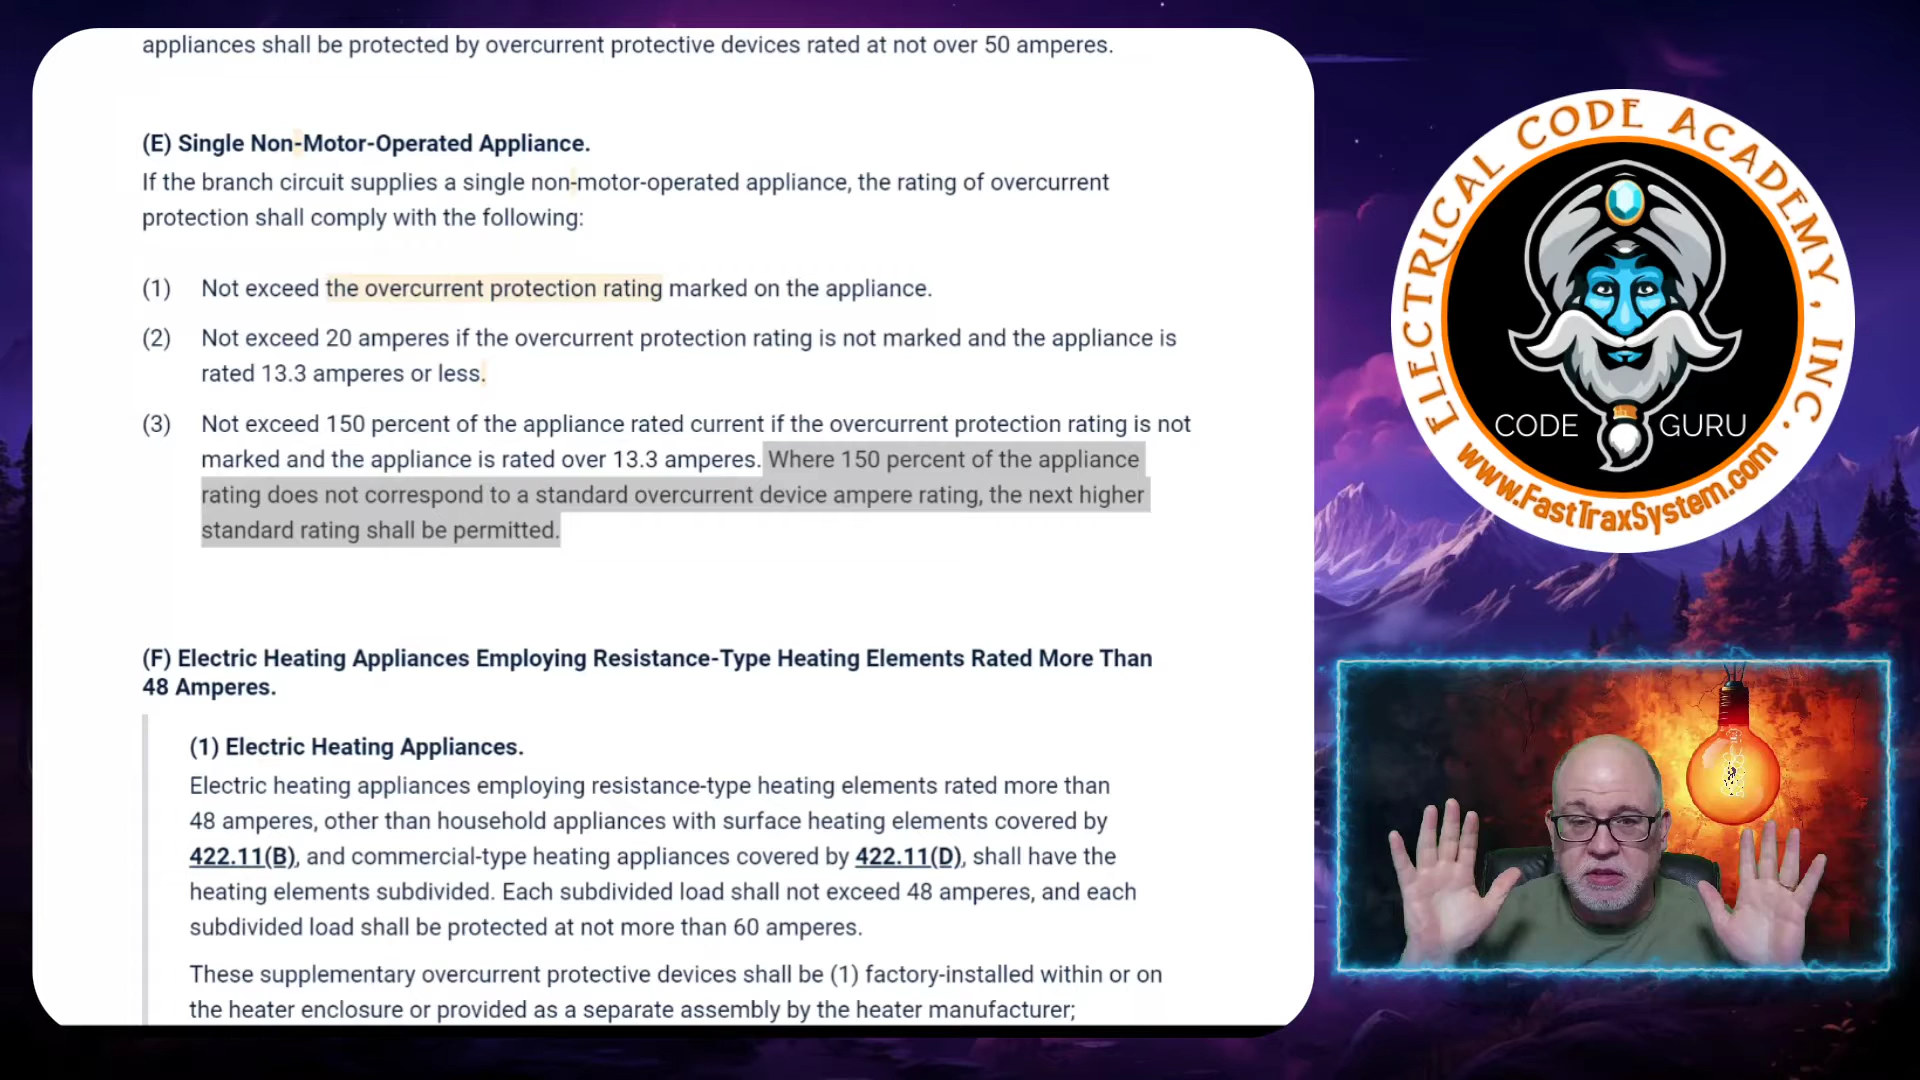 appliances shall be protected by overcurrent protective devices rated at not over 50 amperes.
(E) Single Non-Motor-Operated Appliance.
If the branch circuit supplies a single non-motor-operated appliance, the rating of overcurrent
protection shall comply with the following:
(1) Not exceed the overcurrent protection rating marked on the appliance.
(2) Not exceed 20 amperes if the overcurrent protection rating is not marked and the appliance is
rated 13.3 amperes or less.
(3) Not exceed 150 percent of the appliance rated current if the overcurrent protection rating is not
marked and the appliance is rated over 13.3 amperes. Where 150 percent of the appliance
rating does not correspond to a standard overcurrent device ampere rating, the next higher
standard rating shall be permitted.
(F) Electric Heating Appliances Employing Resistance-Type Heating Elements Rated More Than
48 Amperes.
(1) Electric Heating Appliances.
Electric heating appliances employing resistance-type heating elements rated more than
48 amperes, other than household appliances with surface heating elements covered by
422.11(B), and commercial-type heating appliances covered by 422.11(D), shall have the
heating elements subdivided. Each subdivided load shall not exceed 48 amperes, and each
subdivided load shall be protected at not more than 60 amperes.
These supplementary overcurrent protective devices shall be (1) factory-installed within or on
the heater enclosure or provided as a separate assembly by the heater manufacturer;
ELECTRICAL CODE ACADEMY, INC.
CODE GURU
www.FastTraxSystem.com